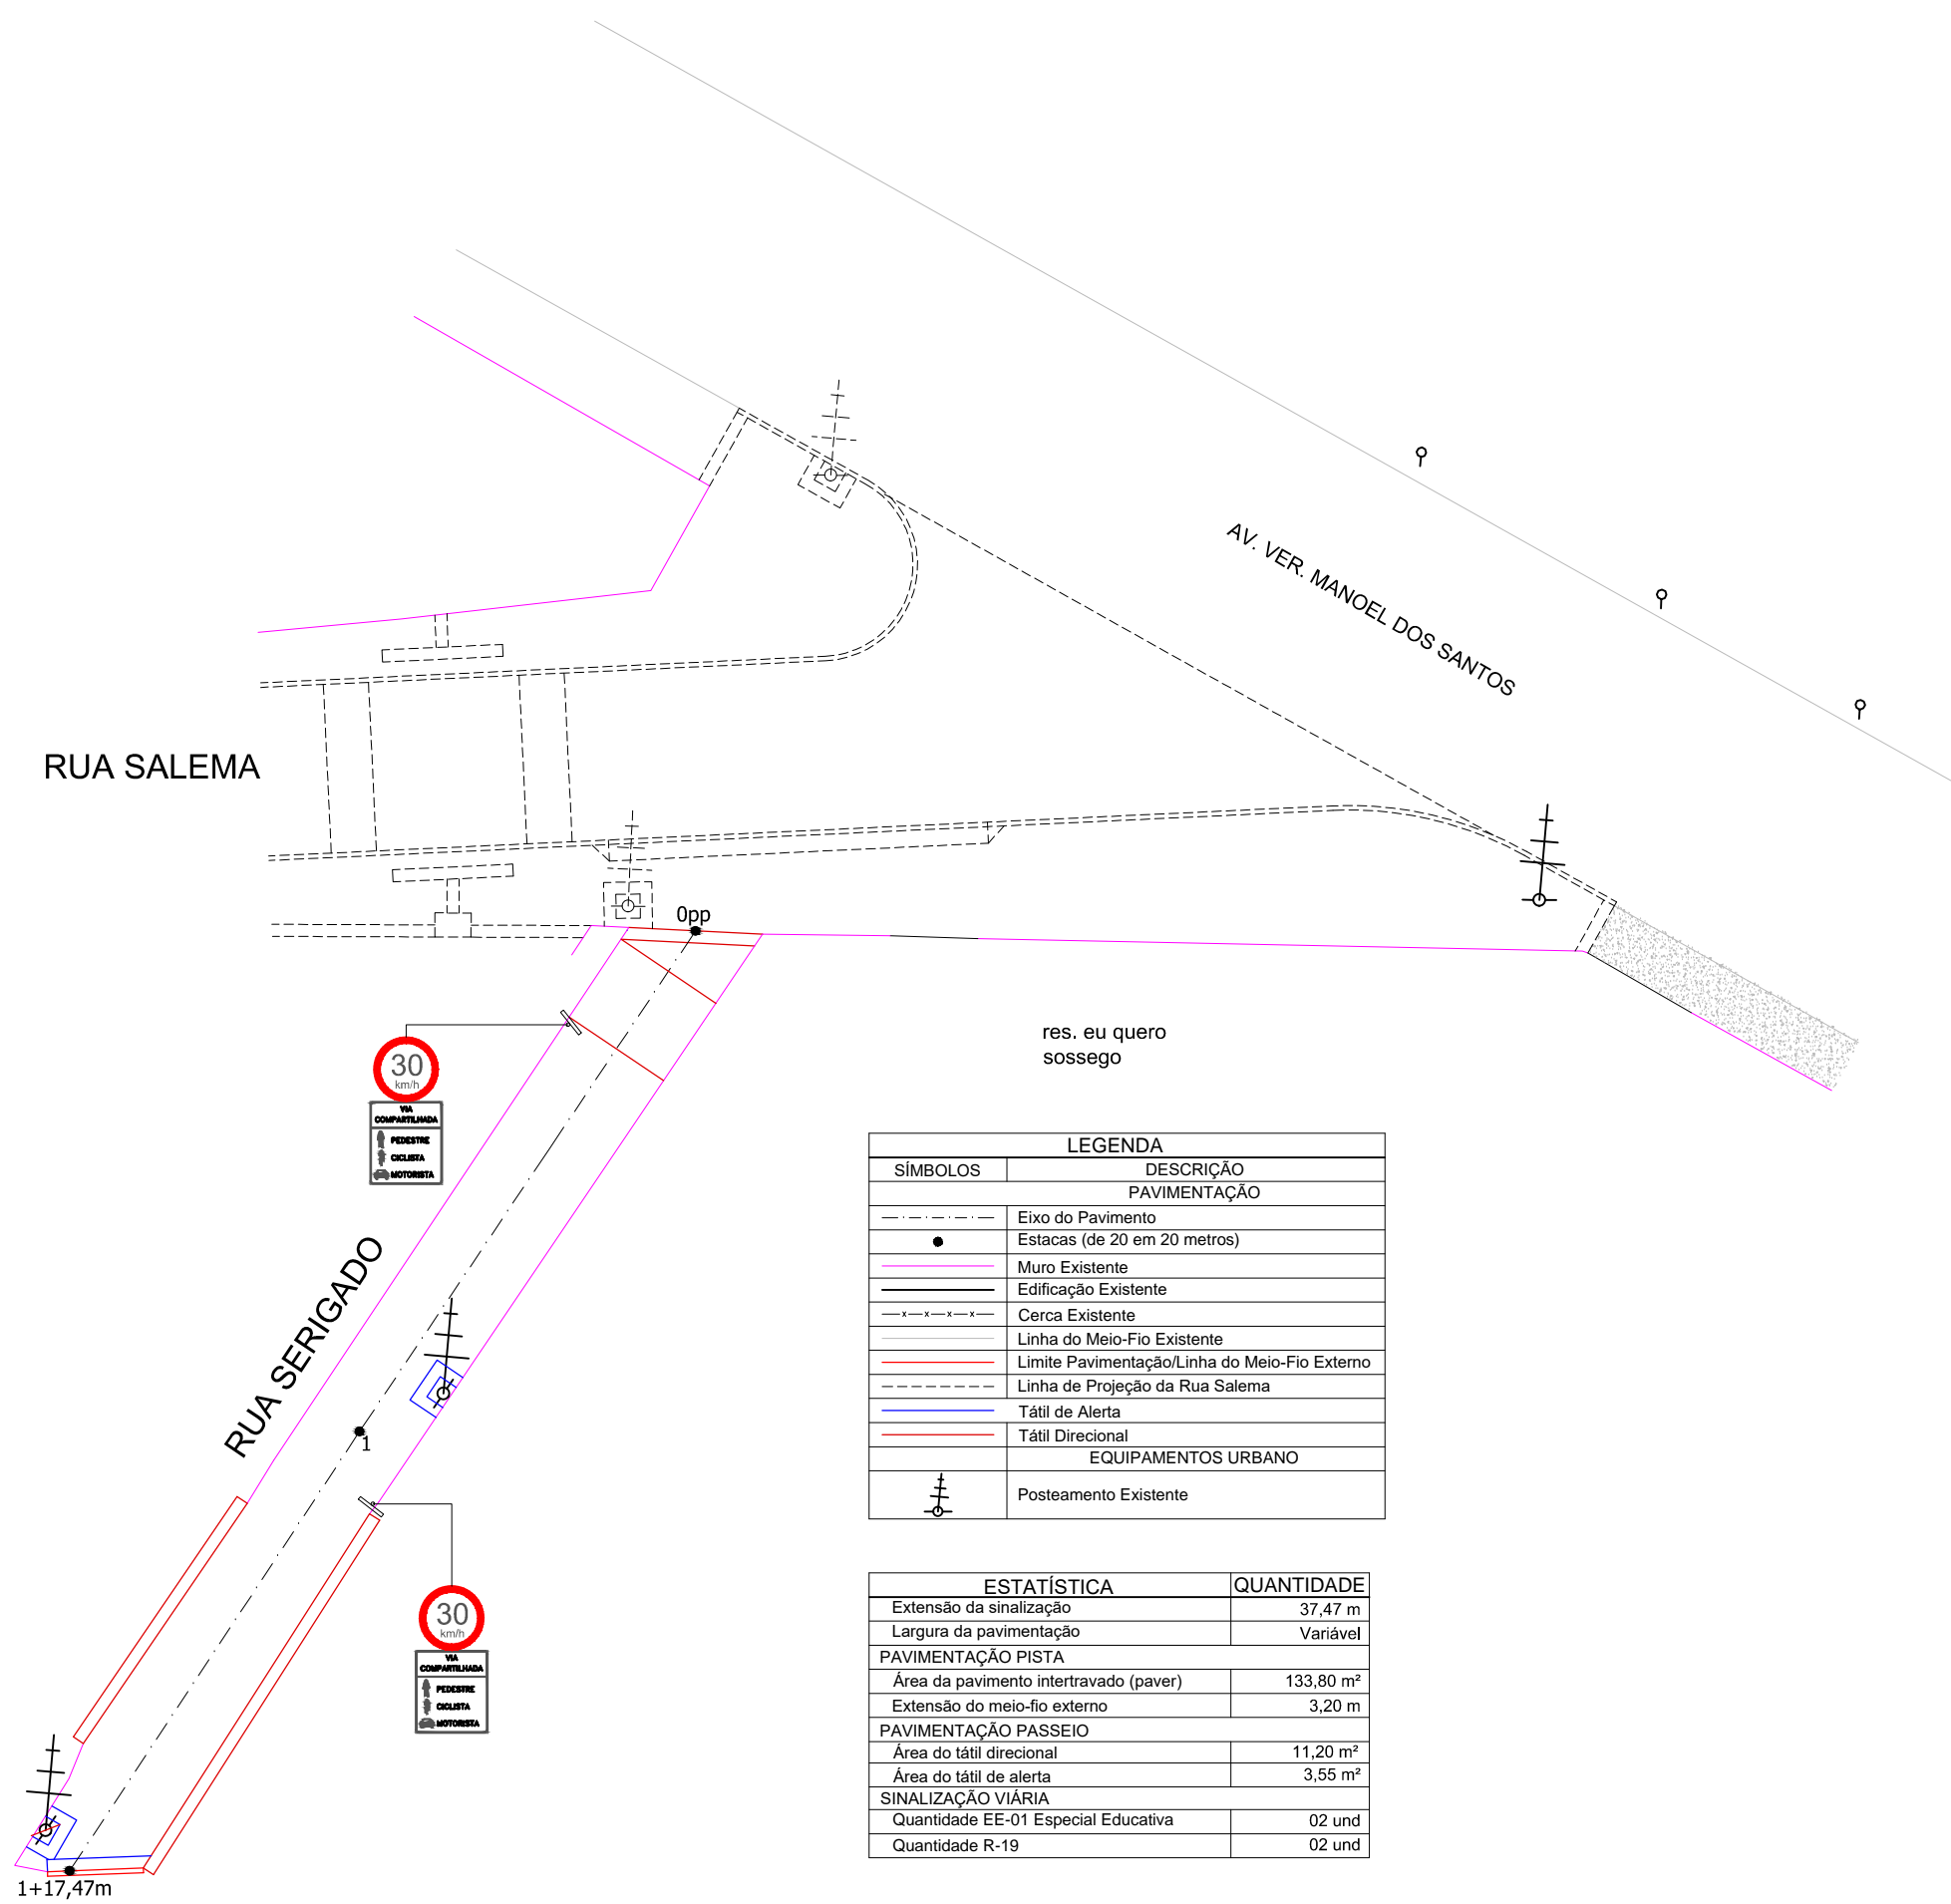 AV. VER. MANOEL DOS SANTOS
RUA SALEMA
0pp
res. eu quero
sossego
30
km/h
VIA
COMPARTILHADA
PEDESTRE
CICLISTA
MOTORISTA
RUA SERIGADO
1
30
km/h
VIA
COMPARTILHADA
PEDESTRE
CICLISTA
MOTORISTA
1+17,47m
LEGENDA
SÍMBOLOS DESCRIÇÃO
PAVIMENTAÇÃO
Eixo do Pavimento
Estacas (de 20 em 20 metros)
Muro Existente
Edificação Existente
Cerca Existente
Linha do Meio-Fio Existente
Limite Pavimentação/Linha do Meio-Fio Externo
Linha de Projeção da Rua Salema
Tátil de Alerta
Tátil Direcional
EQUIPAMENTOS URBANO
Posteamento Existente
ESTATÍSTICA QUANTIDADE
Extensão da sinalização 37,47 m
Largura da pavimentação Variável
PAVIMENTAÇÃO PISTA
Área da pavimento intertravado (paver) 133,80 m²
Extensão do meio-fio externo 3,20 m
PAVIMENTAÇÃO PASSEIO
Área do tátil direcional 11,20 m²
Área do tátil de alerta 3,55 m²
SINALIZAÇÃO VIÁRIA
Quantidade EE-01 Especial Educativa 02 und
Quantidade R-19 02 und